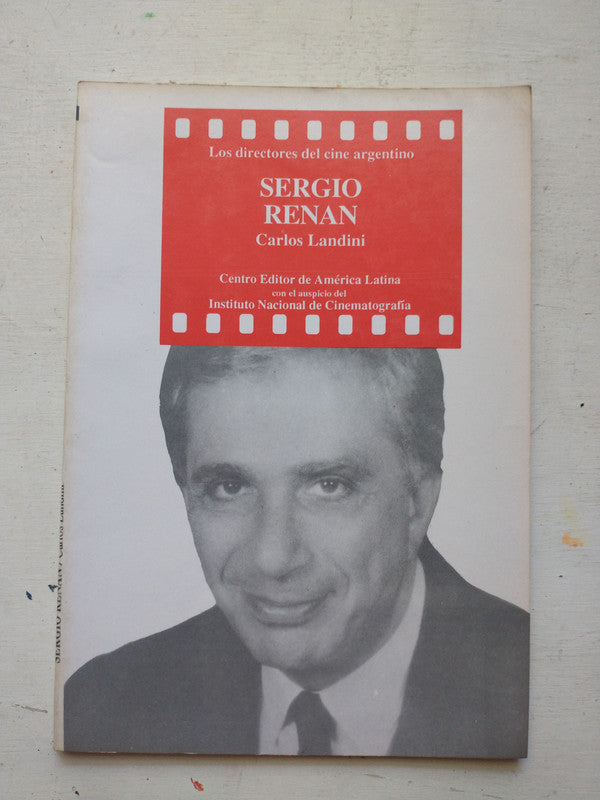 Los directores del cine argentino
SERGIO
RENAN
Carlos Landini
Centro Editor de América Latina
con el auspicio del
Instituto Nacional de Cinematografía
SERGIO RENAN / Carlos Landini